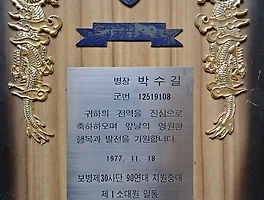 병장 박수길
군번 12519108
귀하의 전역을 진심으로
축하하오며 앞날의 영원한
행복과 발전을 기원합니다.
1977. 11. 18
보병제30사단 90연대 지원중대
제1소대원 일동